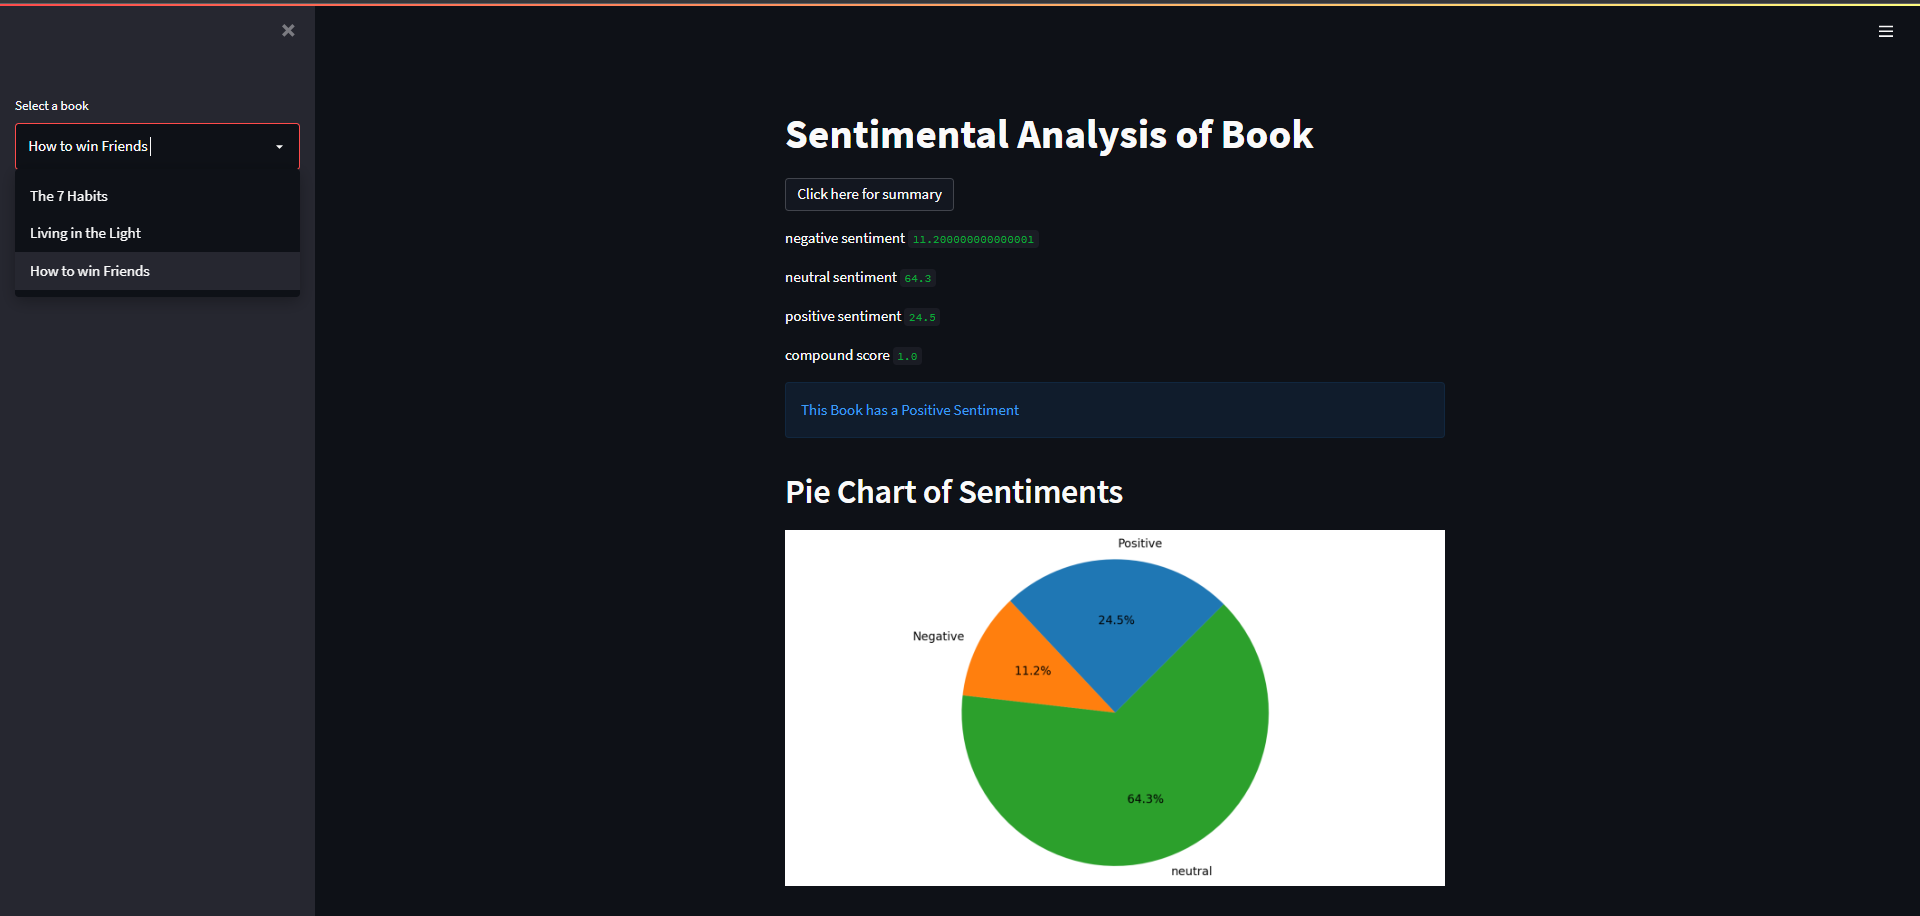 Select a book
How to win Friends
The 7 Habits
Living in the Light
How to win Friends
Sentimental Analysis of Book
Click here for summary
negative sentiment 11.200000000000001
neutral sentiment 64.3
positive sentiment 24.5
compound score 1.0
This Book has a Positive Sentiment
Pie Chart of Sentiments
Positive
24.5%
Negative
11.2%
64.3%
neutral